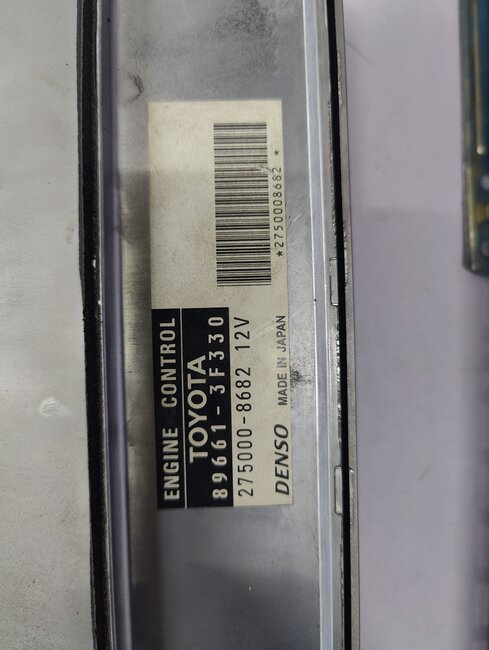 *2750008682*
ENGINE CONTROL
TOYOTA
89661-3F330
275000-8682 12V
DENSO MADE IN JAPAN